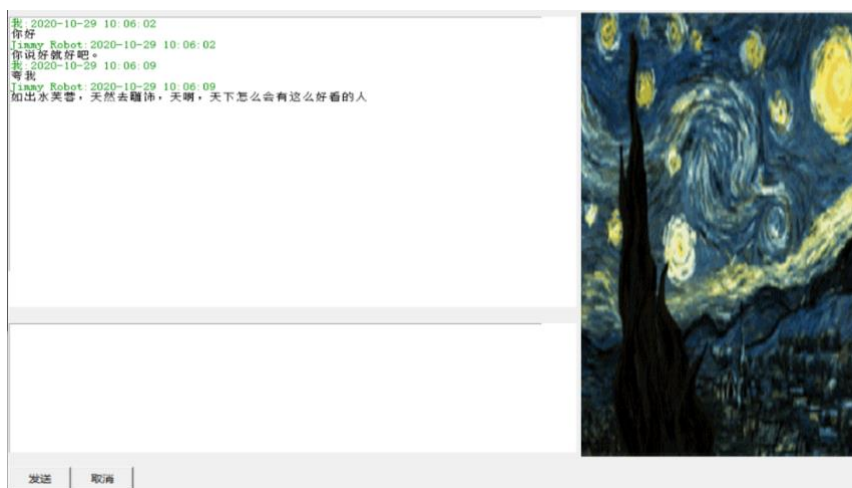 我:2020-10-29 10:06:02
你好
Jimmy Robot:2020-10-29 10:06:02
你说好就好吧。
我:2020-10-29 10:06:09
夸我
Jimmy Robot:2020-10-29 10:06:09
如出水芙蓉，天然去雕饰，天啊，天下怎么会有这么好看的人
发送
取消